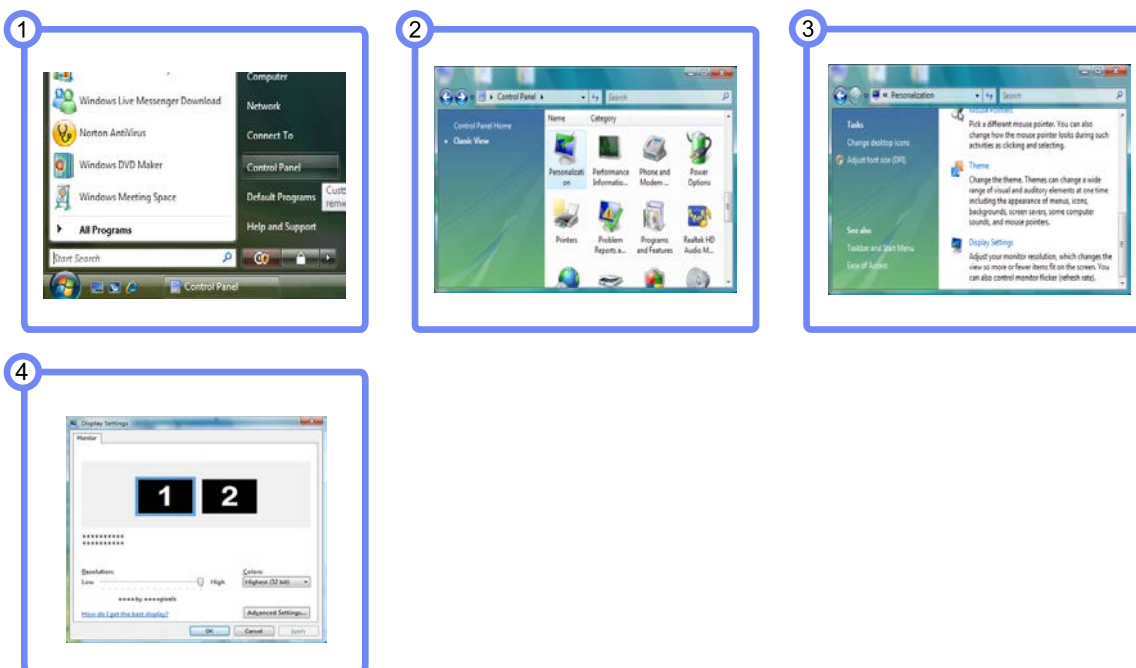 1
Computer
Windows Live Messenger Download
Network
Norton AntiVirus
Connect To
Windows DVD Maker
Control Panel
Windows Meeting Space
Default Programs
All Programs
Help and Support
Start Search
Control Panel
2
Control Panel
Search
Control Panel Home
Classic View
Name Category
Personalizati
on
Performance
Informatio...
Phone and
Modem ...
Power
Options
Printers
Problem
Reports a...
Programs
and Features
Realtek HD
Audio M...
3
« Personalization
Search
Tasks
Change desktop icons
Adjust font size (DPI)
See also
Taskbar and Start Menu
Ease of Access
Mouse Pointers
Pick a different mouse pointer. You can also
change how the mouse pointer looks during such
activities as clicking and selecting.
Theme
Change the theme. Themes can change a wide
range of visual and auditory elements at one time
including the appearance of menus, icons,
backgrounds, screen savers, some computer
sounds, and mouse pointers.
Display Settings
Adjust your monitor resolution, which changes the
view so more or fewer items fit on the screen. You
can also control monitor flicker (refresh rate).
4
Display Settings
Monitor
1 2
**********
**********
Resolution:
Low High
Colors:
Highest (32 bit)
****by ****pixels
How do I get the best display?
Advanced Settings...
OK Cancel Apply